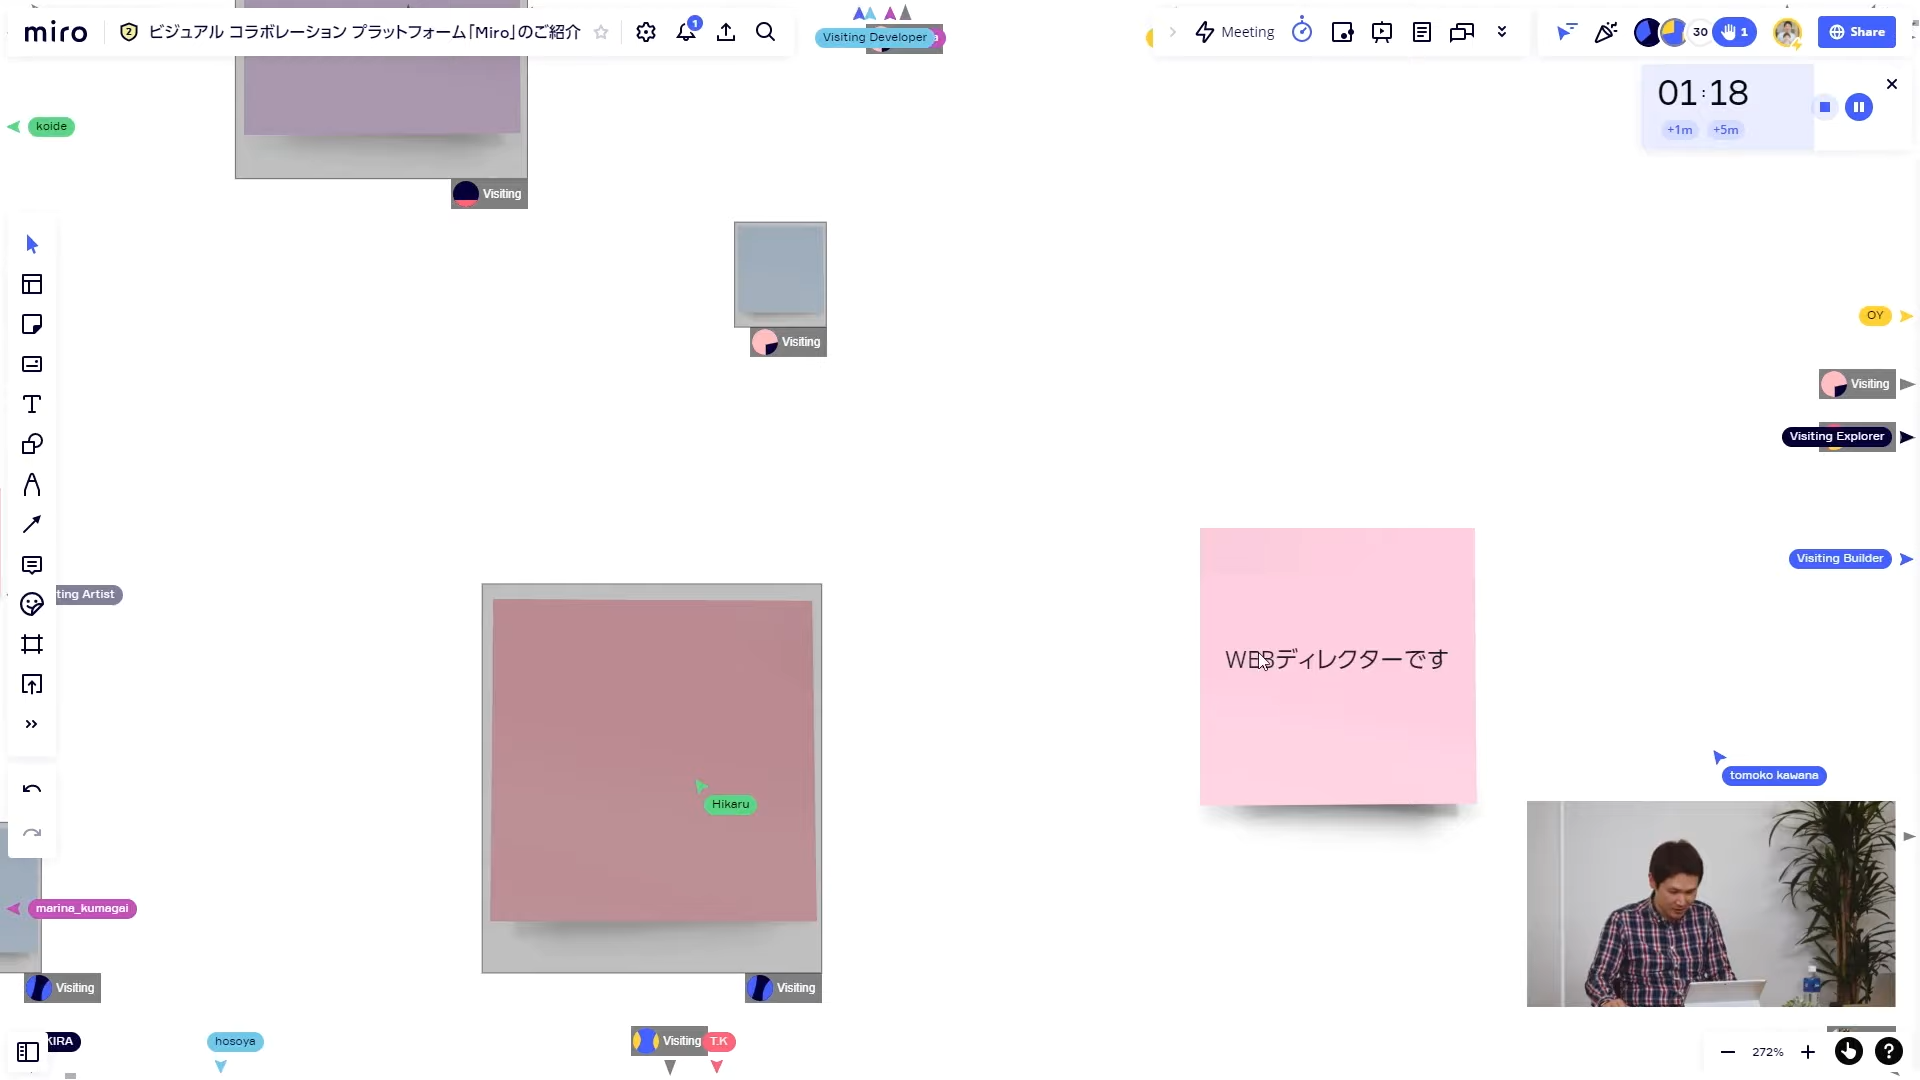 miro
ビジュアル コラボレーション プラットフォーム「Miro」のご紹介
1
Visiting Developer
Meeting
30
1
Share
01:18
+1m
+5m
koide
Visiting
Visiting
OY
Visiting
Visiting Explorer
Visiting Builder
ting Artist
WEBディレクターです
tomoko kawana
Hikaru
marina_kumagai
Visiting
Visiting
KIRA
hosoya
Visiting
T.K
272%